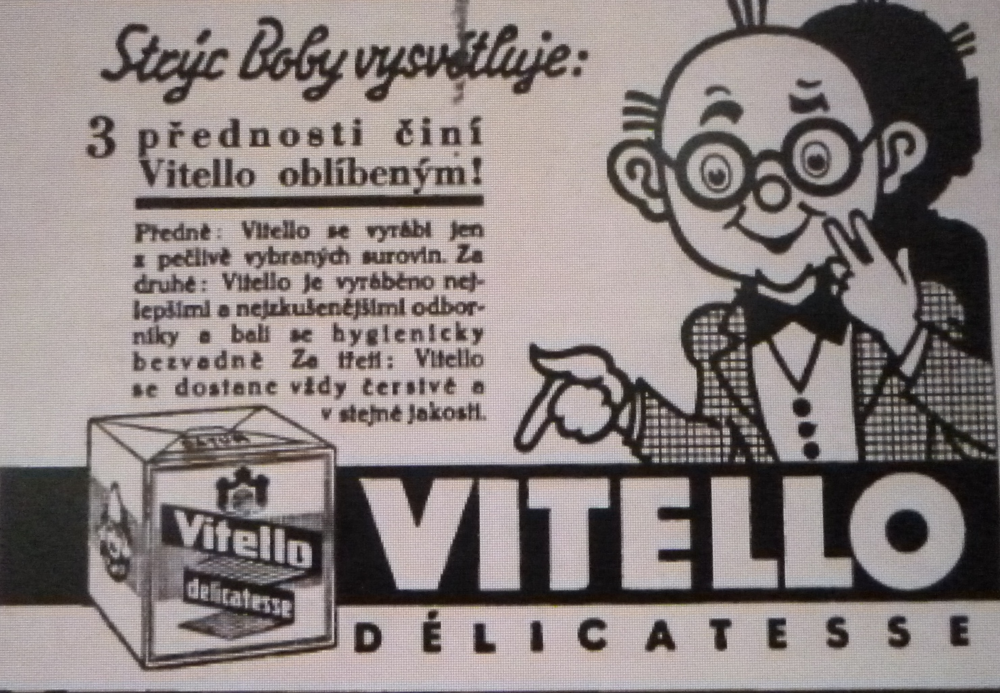 Strýc Boby vysvětluje:
3 přednosti činí
Vitello oblíbeným!
Předně: Vitello se vyrábí jen
z pečlivě vybraných surovin. Za
druhé: Vitello je vyráběno nej-
lepšími a nejzkušenějšími odbor-
níky a balí se hygienicky
bezvadně Za třetí: Vitello
se dostane vždy čerstvé a
v stejné jakosti.
DATUM
Vitello
delicatesse
VITELLO
DÉLICATESSE